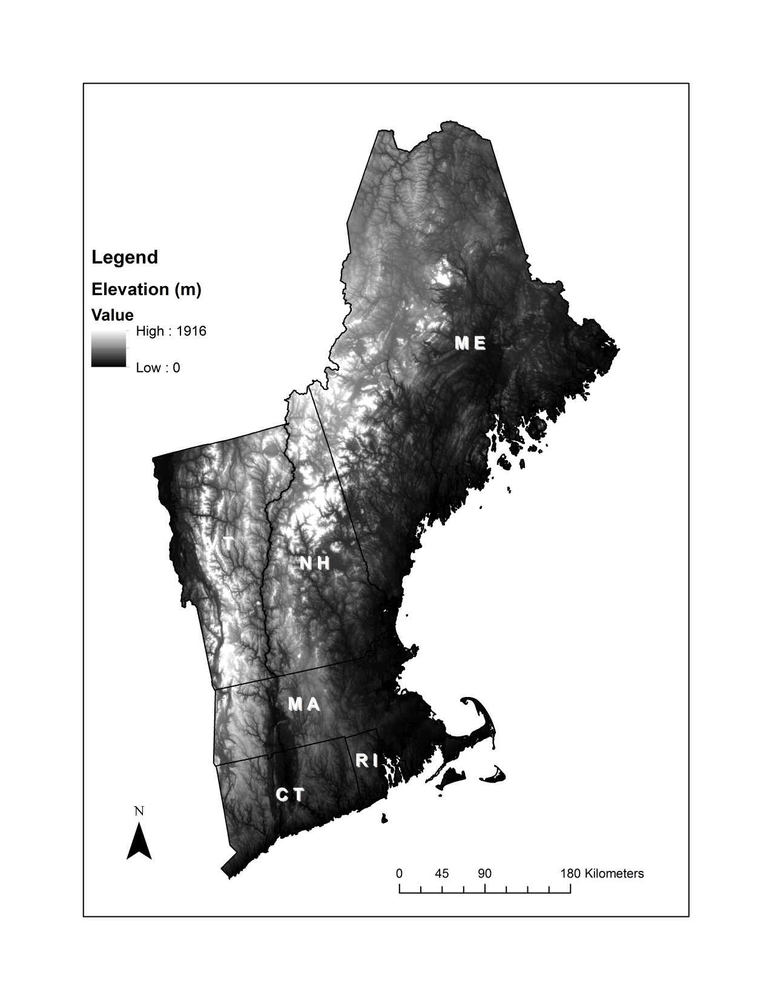 Legend
Elevation (m)
Value
High : 1916
Low : 0
M E
V T
N H
M A
R I
C T
N
0 45 90 180 Kilometers